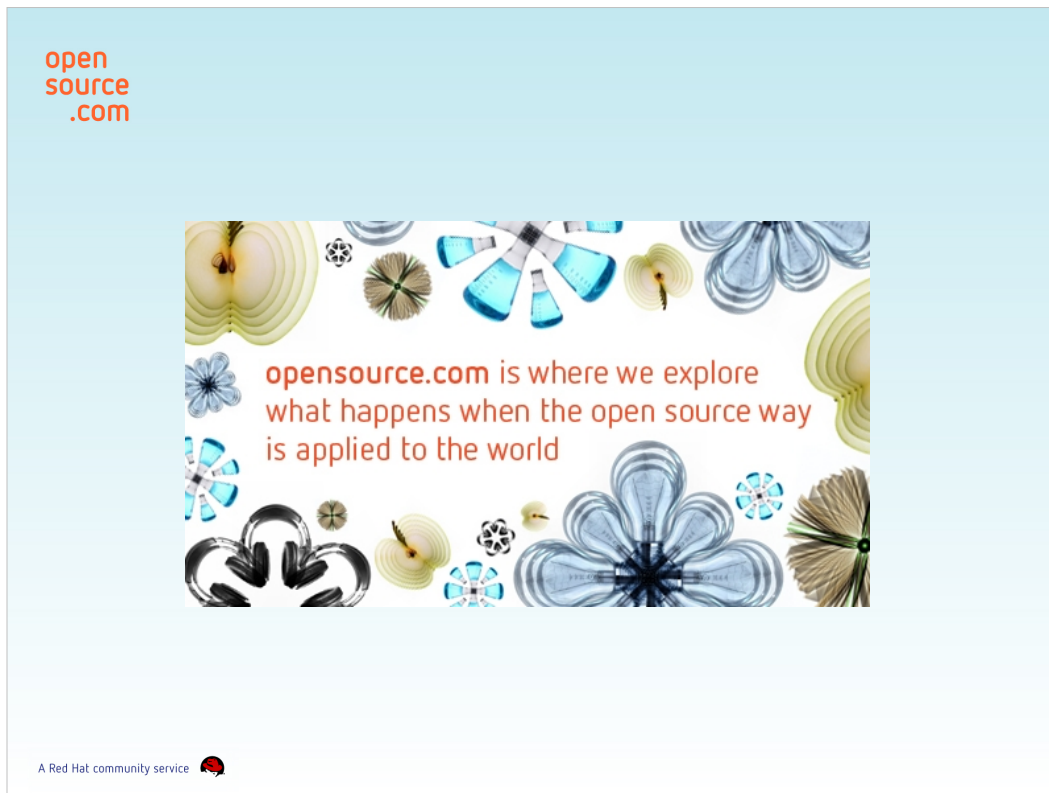 open
source
.com
opensource.com is where we explore
what happens when the open source way
is applied to the world
A Red Hat community service